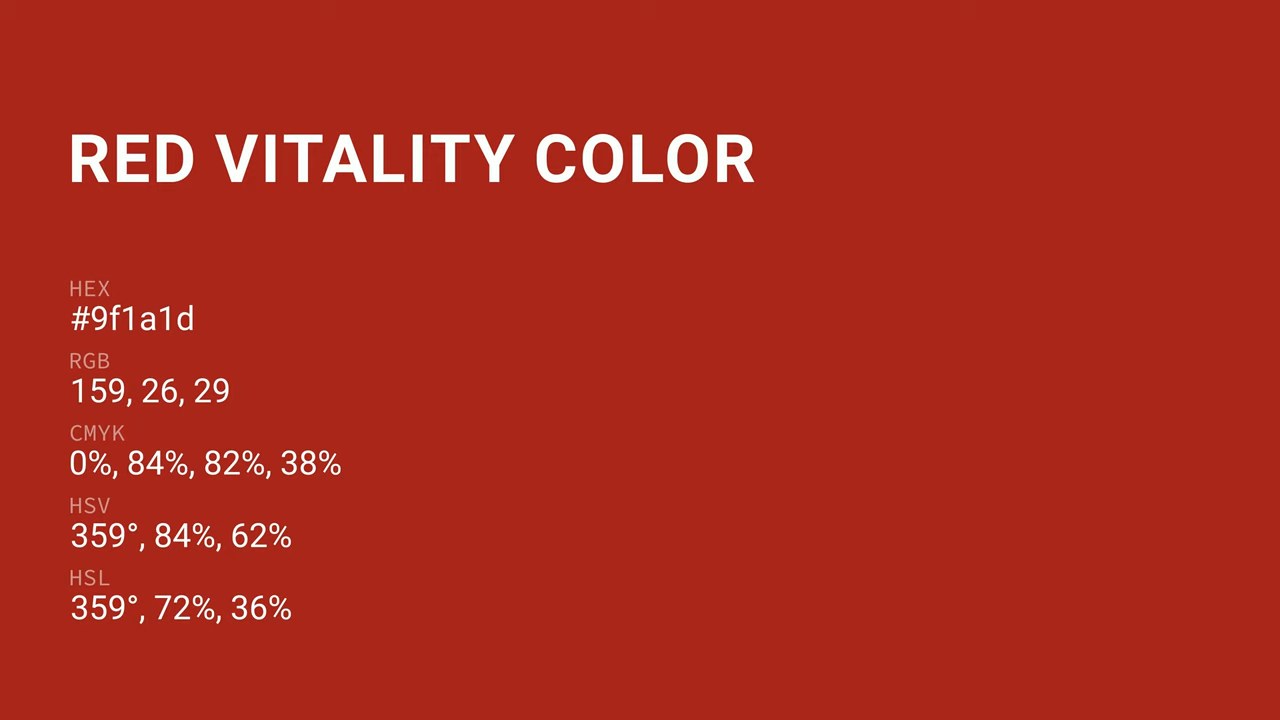 RED VITALITY COLOR
HEX
#9f1a1d
RGB
159, 26, 29
CMYK
0%, 84%, 82%, 38%
HSV
359°, 84%, 62%
HSL
359°, 72%, 36%